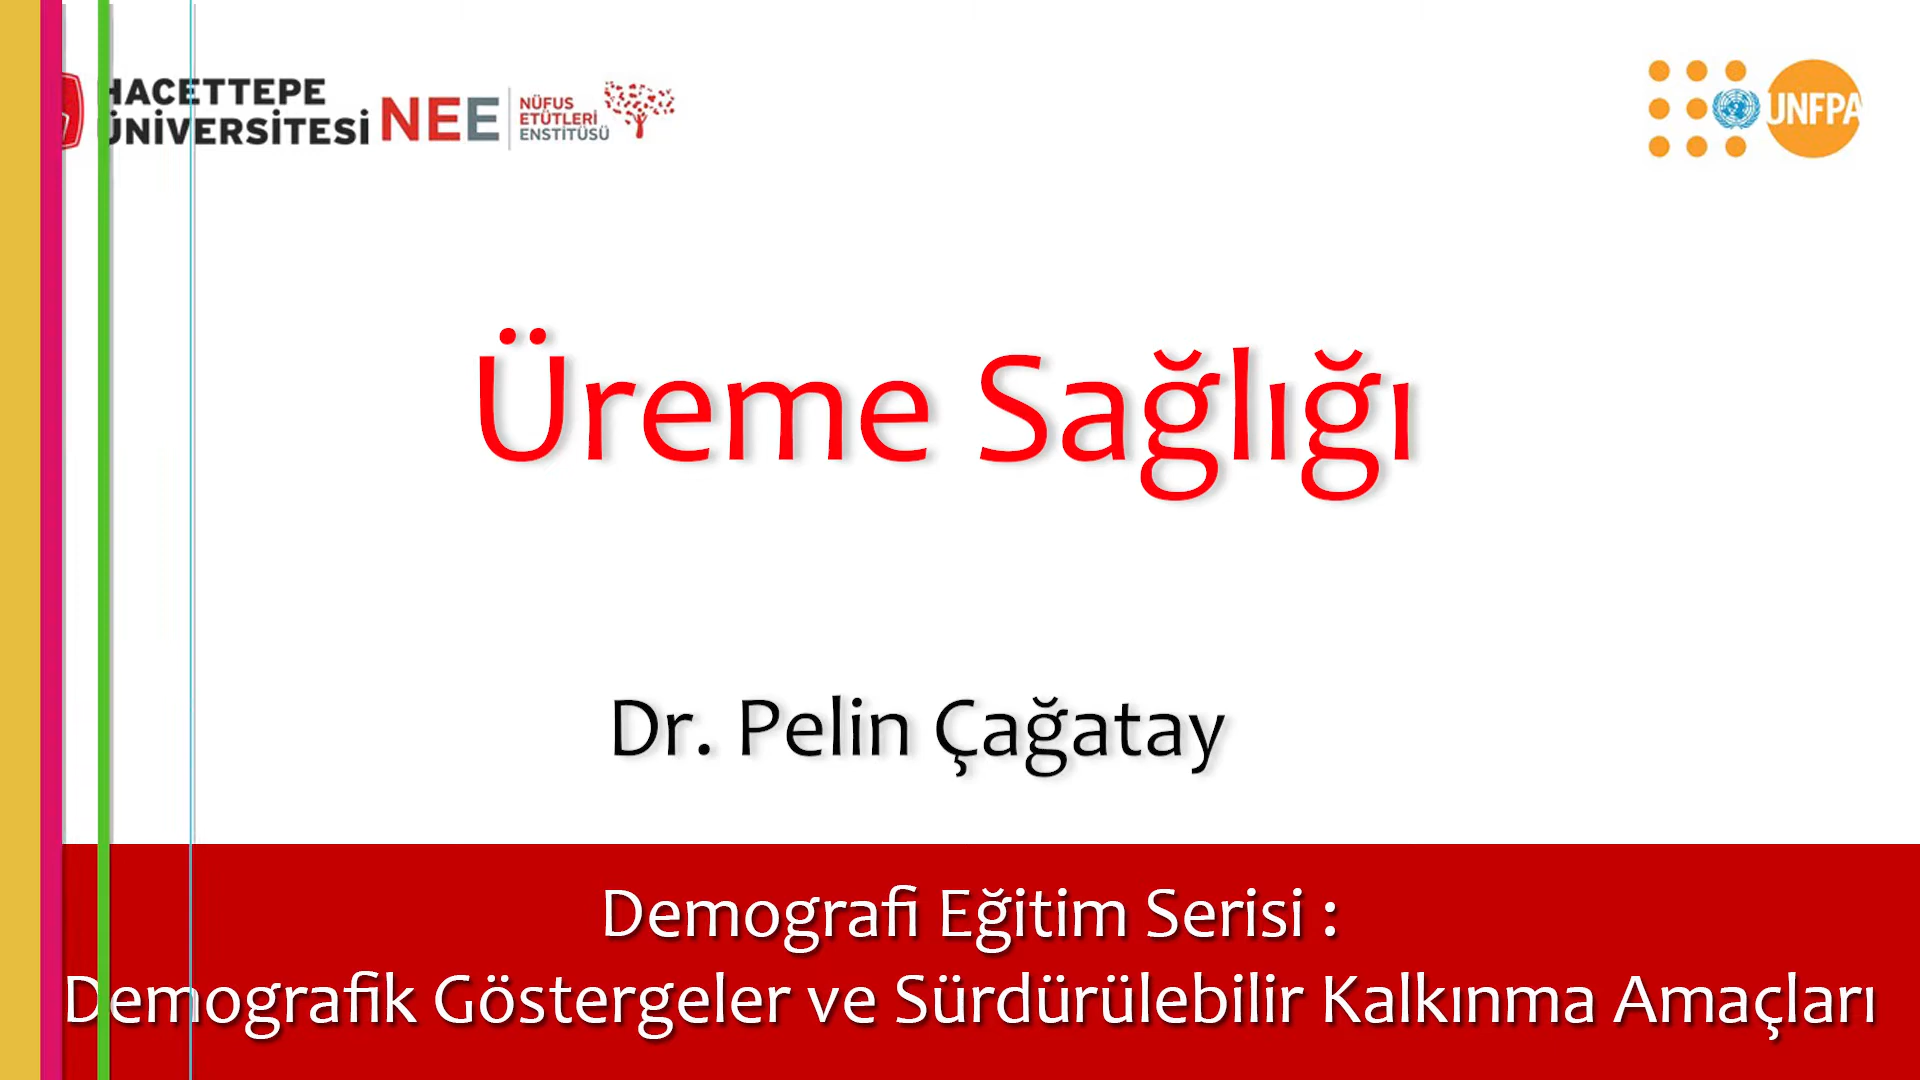 HACETTEPE
ÜNİVERSİTESİ
NEE
NÜFUS
ETÜTLERİ
ENSTİTÜSÜ
UNFPA
Üreme Sağlığı
Dr. Pelin Çağatay
Demografi Eğitim Serisi :
Demografik Göstergeler ve Sürdürülebilir Kalkınma Amaçları